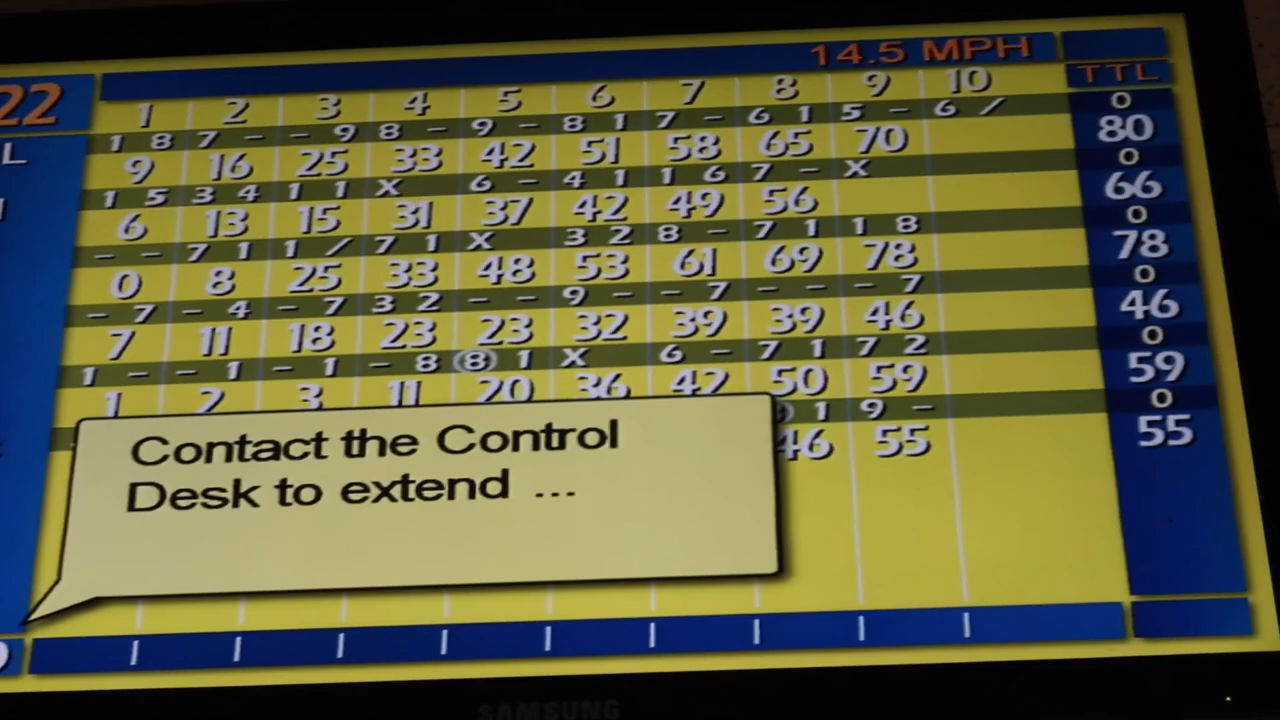 14.5 MPH
22 1 2 3 4 5 6 7 8 9 10 TTL
1 8 7 - - 9 8 - 9 - 8 1 7 - 6 1 5 - 6 / 0
L 9 16 25 33 42 51 58 65 70 80
1 5 3 4 1 1 X 6 - 4 1 1 6 7 - X 0
6 13 15 31 37 42 49 56 66
- - 7 1 1 / 7 1 X 3 2 8 - 7 1 1 8 0
0 8 25 33 48 53 61 69 78 78
- 7 - 4 - 7 3 2 - - 9 - - 7 - - - 7 0
7 11 18 23 23 32 39 39 46 46
1 - - 1 - 1 - 8 8 1 X 6 - 7 1 7 2 0
1 2 3 11 20 36 42 50 59 59
1 9 - 0
46 55 55
Contact the Control
Desk to extend ...
SAMSUNG